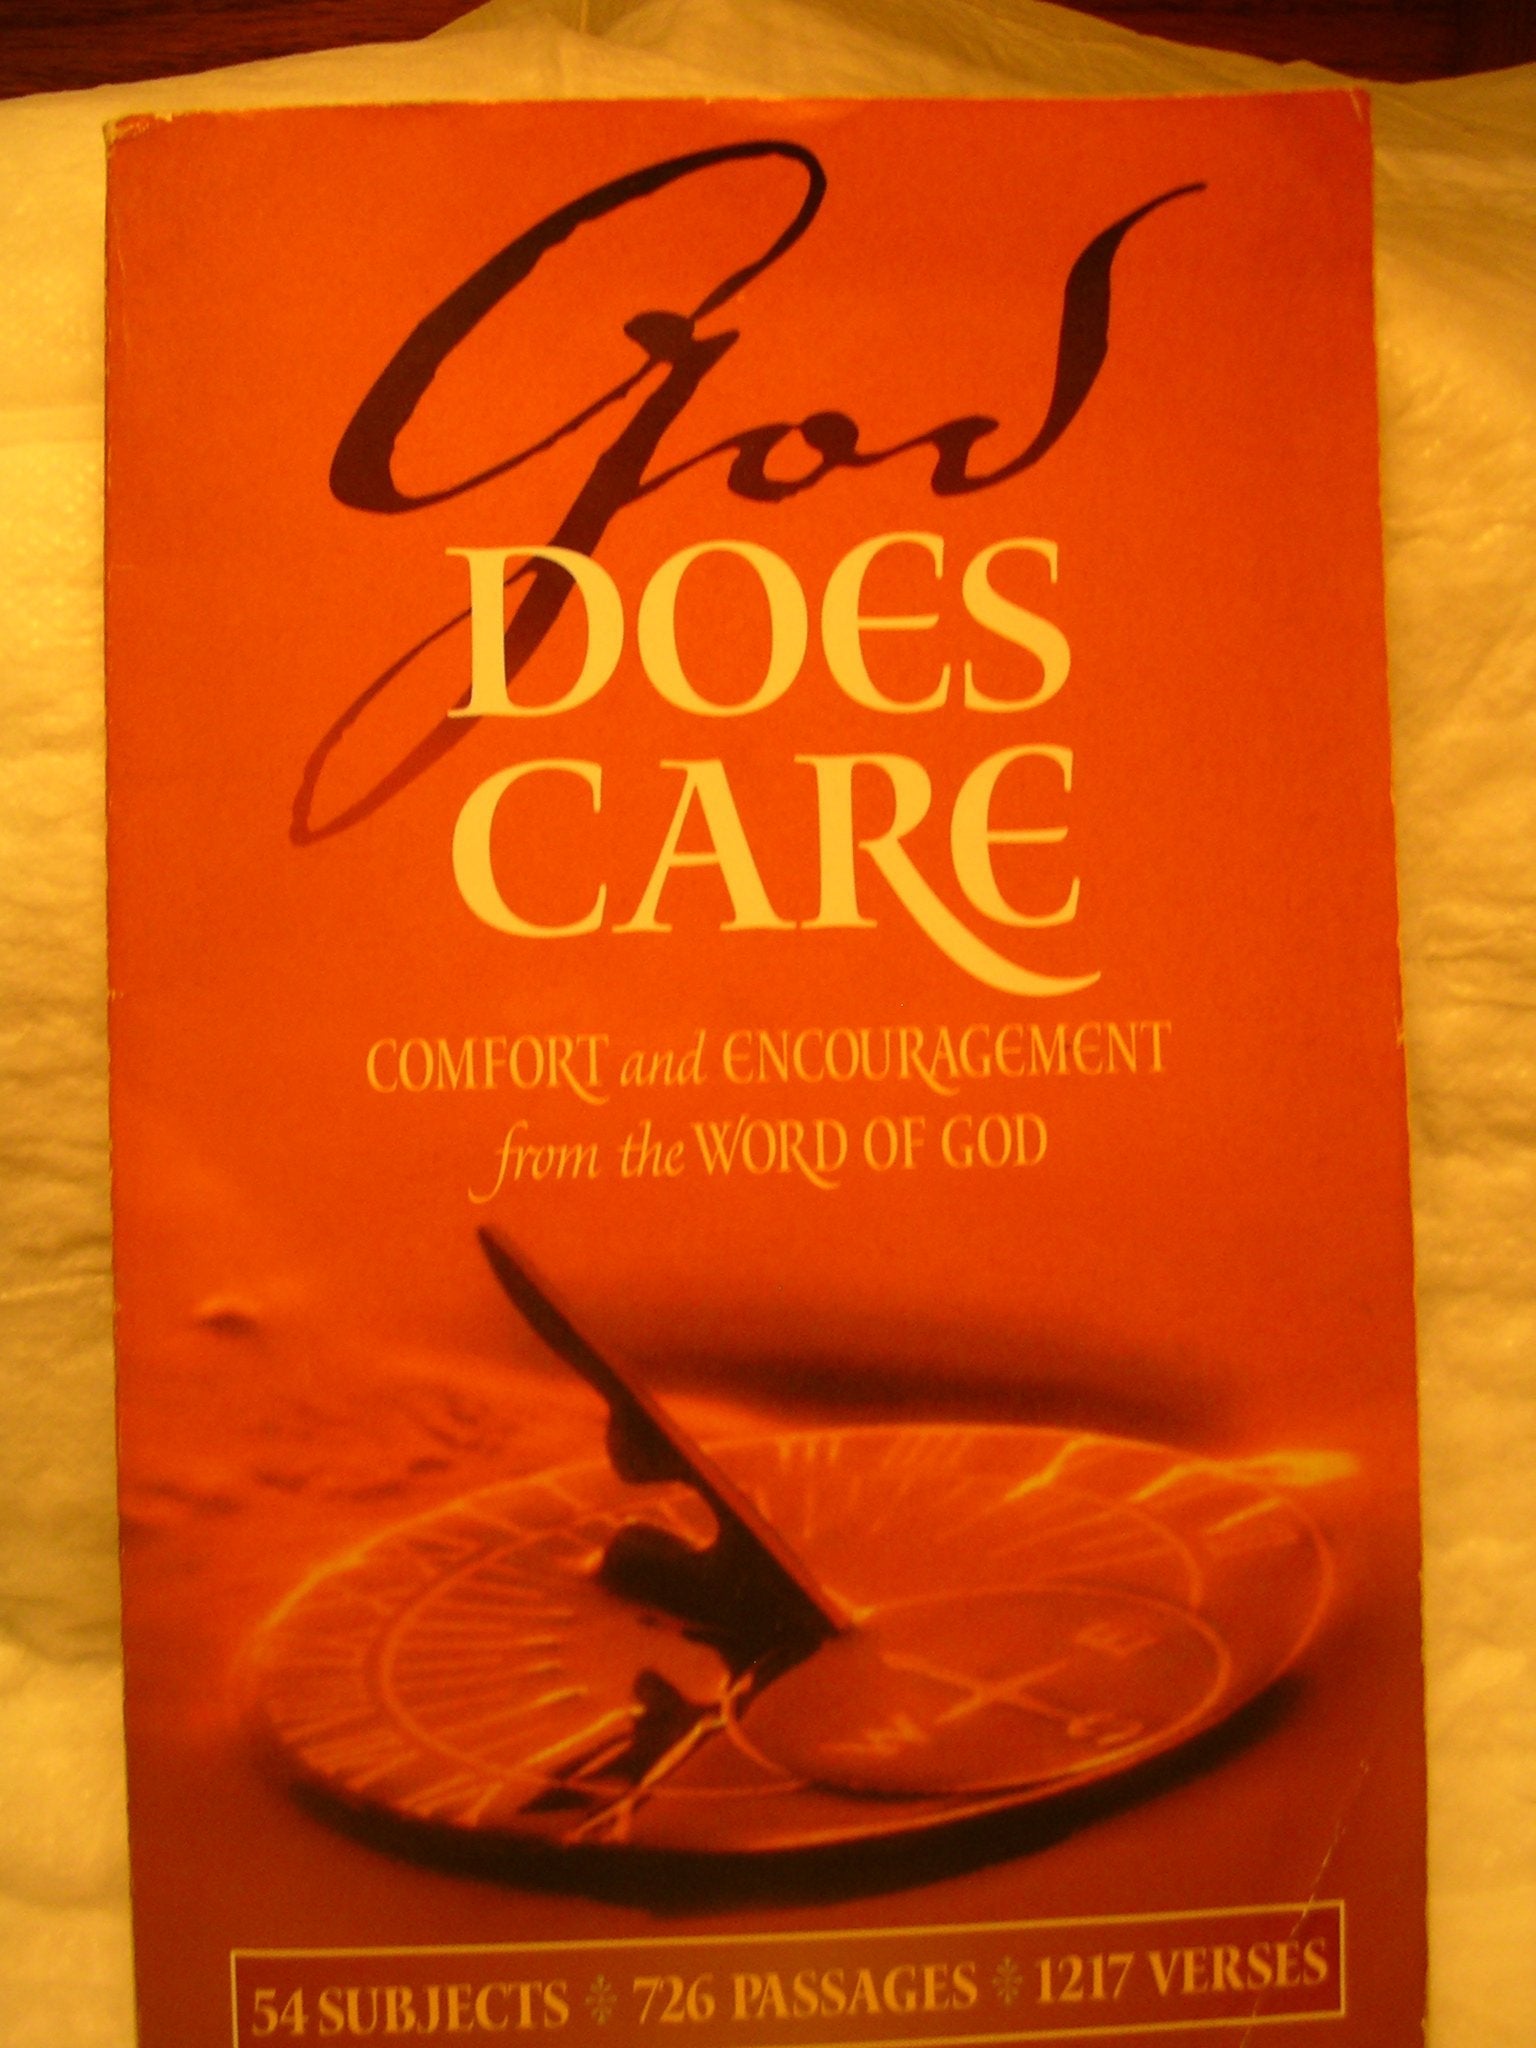 God
DOES
CARE
COMFORT and ENCOURAGEMENT
from the WORD OF GOD
E
W
S
54 SUBJECTS * 726 PASSAGES * 1217 VERSES